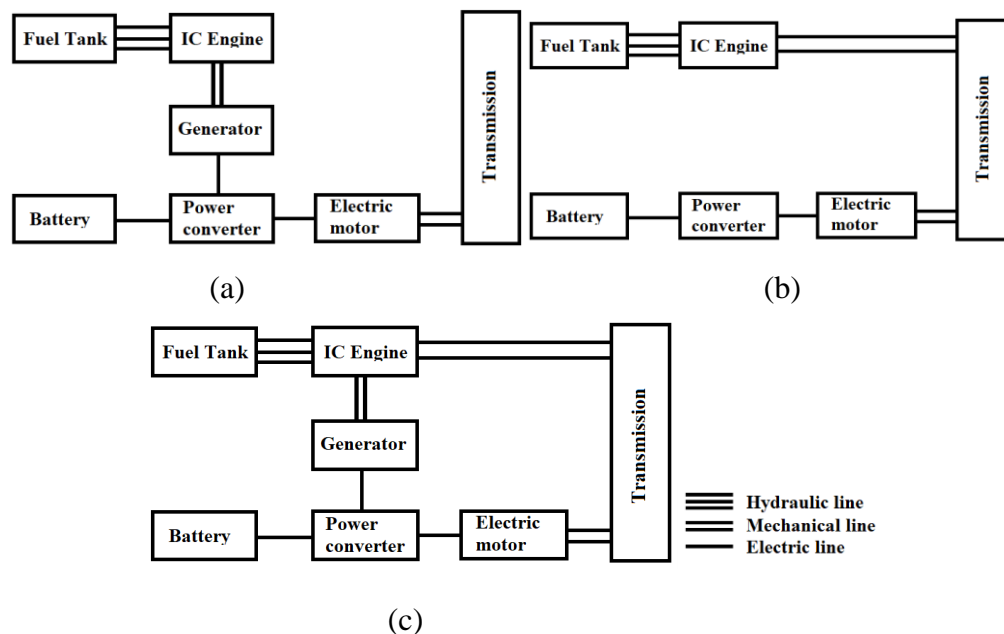 Fuel Tank
IC Engine
Generator
Battery
Power
converter
Electric
motor
Transmission
(a)
Fuel Tank
IC Engine
Battery
Power
converter
Electric
motor
Transmission
(b)
Fuel Tank
IC Engine
Generator
Battery
Power
converter
Electric
motor
Transmission
Hydraulic line
Mechanical line
Electric line
(c)